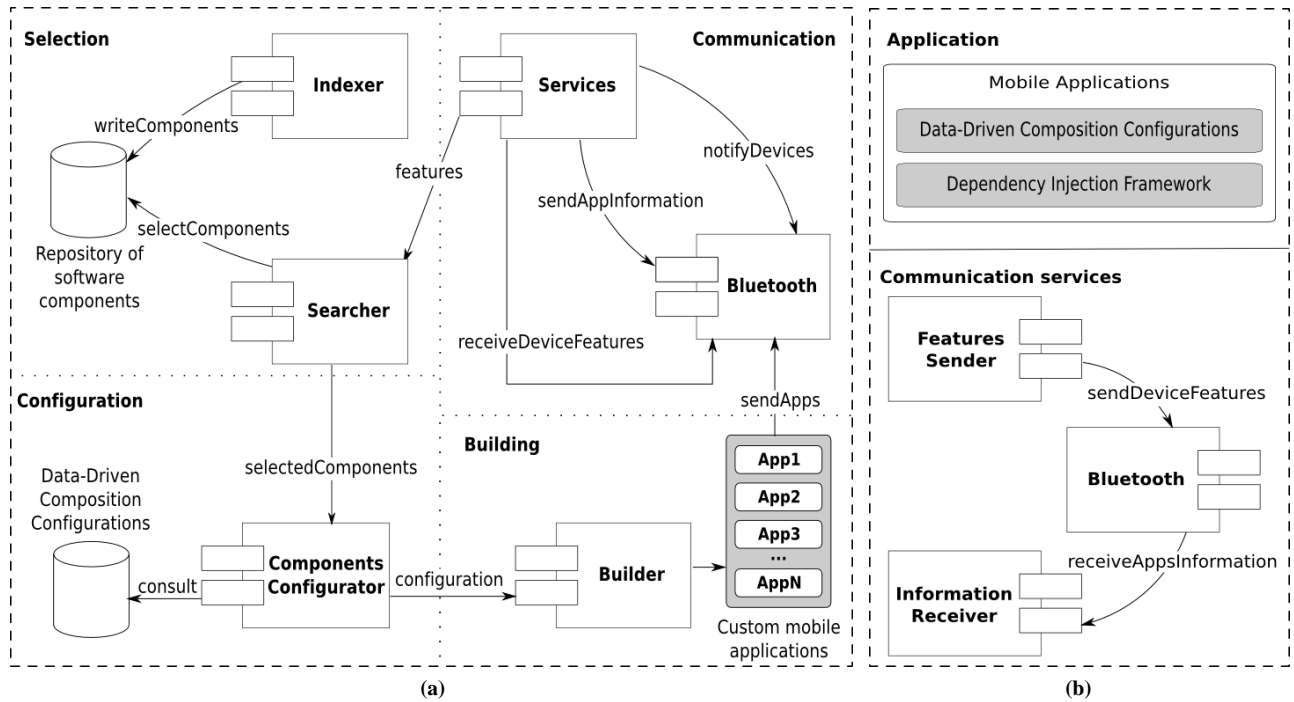 Selection
Indexer
writeComponents
selectComponents
Repository of
software
components
Searcher
Communication
Services
features
notifyDevices
sendAppInformation
Bluetooth
receiveDeviceFeatures
sendApps
Configuration
selectedComponents
Data-Driven
Composition
Configurations
consult
Components
Configurator
configuration
Building
Builder
App1
App2
App3
...
AppN
Custom mobile
applications
(a)
Application
Mobile Applications
Data-Driven Composition Configurations
Dependency Injection Framework
Communication services
Features
Sender
sendDeviceFeatures
Bluetooth
receiveAppsInformation
Information
Receiver
(b)